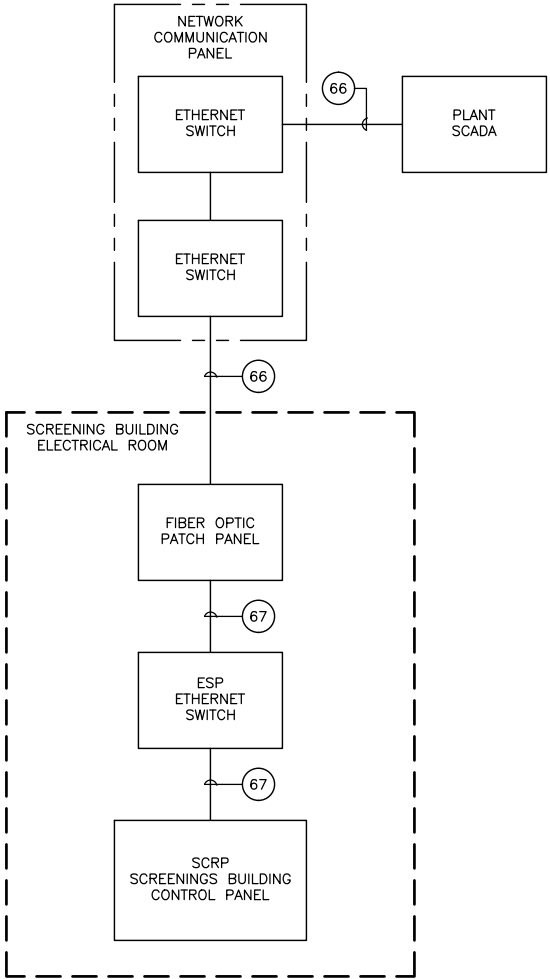 NETWORK
COMMUNICATION
PANEL
ETHERNET
SWITCH
66
PLANT
SCADA
ETHERNET
SWITCH
66
SCREENING BUILDING
ELECTRICAL ROOM
FIBER OPTIC
PATCH PANEL
67
ESP
ETHERNET
SWITCH
67
SCRP
SCREENINGS BUILDING
CONTROL PANEL